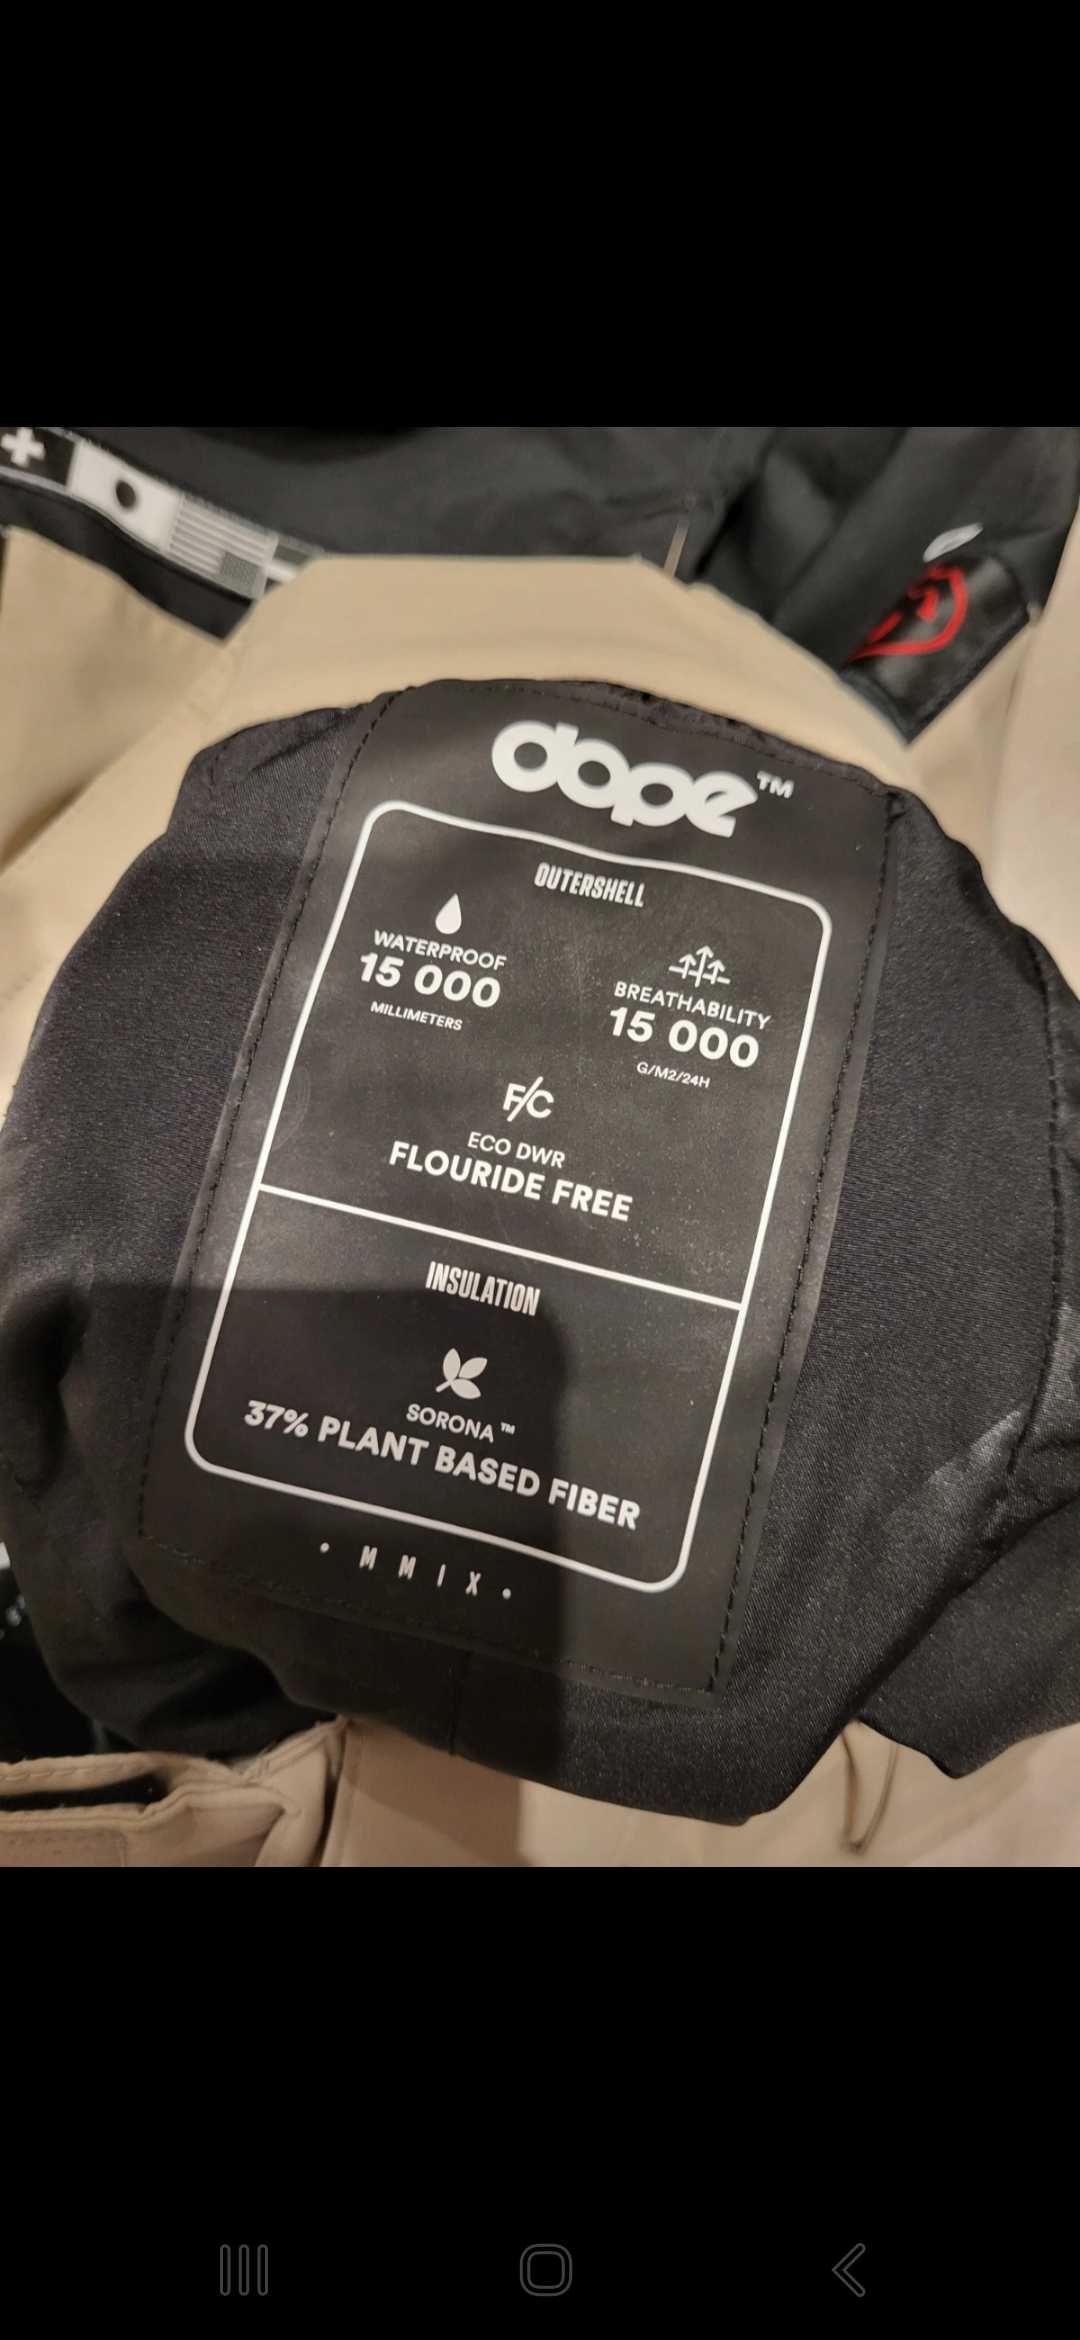 dope™
OUTERSHELL
WATERPROOF
15 000
MILLIMETERS
BREATHABILITY
15 000
G/M2/24H
F/C
ECO DWR
FLOURIDE FREE
INSULATION
SORONA™
37% PLANT BASED FIBER
• MMIX •